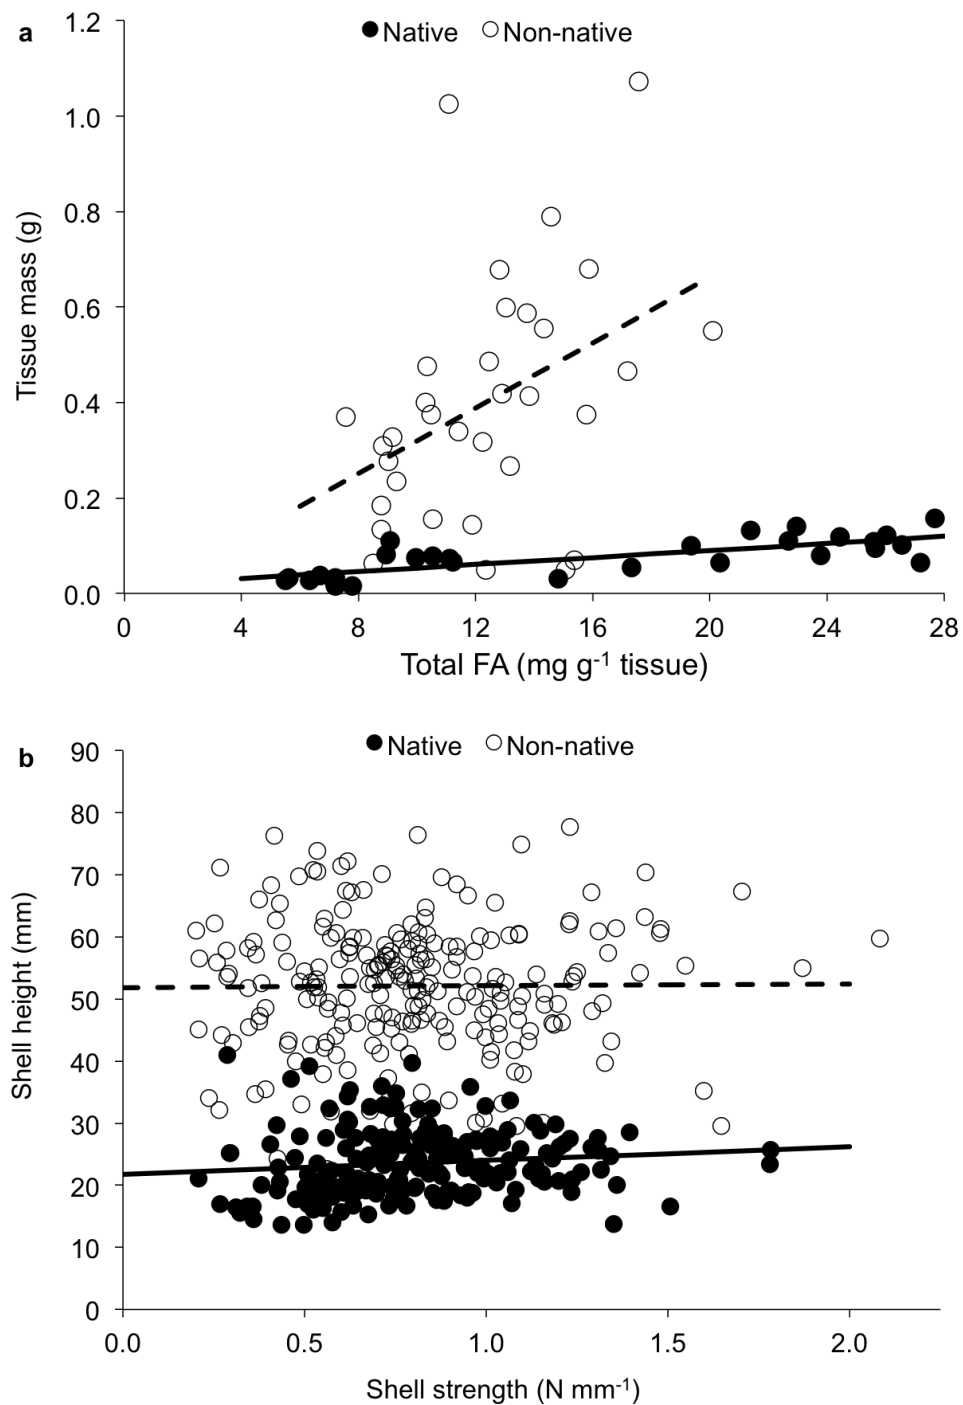 a
Native Non-native
1.2
1.0
0.8
0.6
0.4
0.2
0.0
Tissue mass (g)
0 4 8 12 16 20 24 28
Total FA (mg g-1 tissue)
b
Native Non-native
90
80
70
60
50
40
30
20
10
0
Shell height (mm)
0.0 0.5 1.0 1.5 2.0
Shell strength (N mm-1)